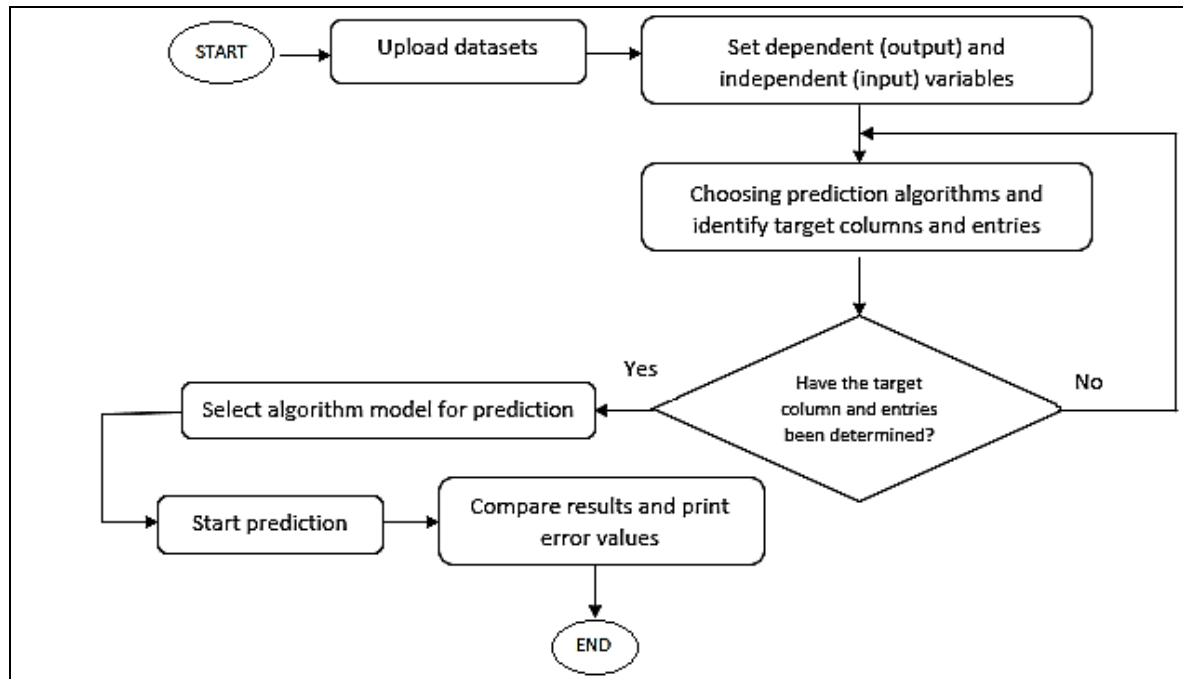 START
Upload datasets
Set dependent (output) and
independent (input) variables
Choosing prediction algorithms and
identify target columns and entries
Have the target
column and entries
been determined?
Yes
No
Select algorithm model for prediction
Start prediction
Compare results and print
error values
END